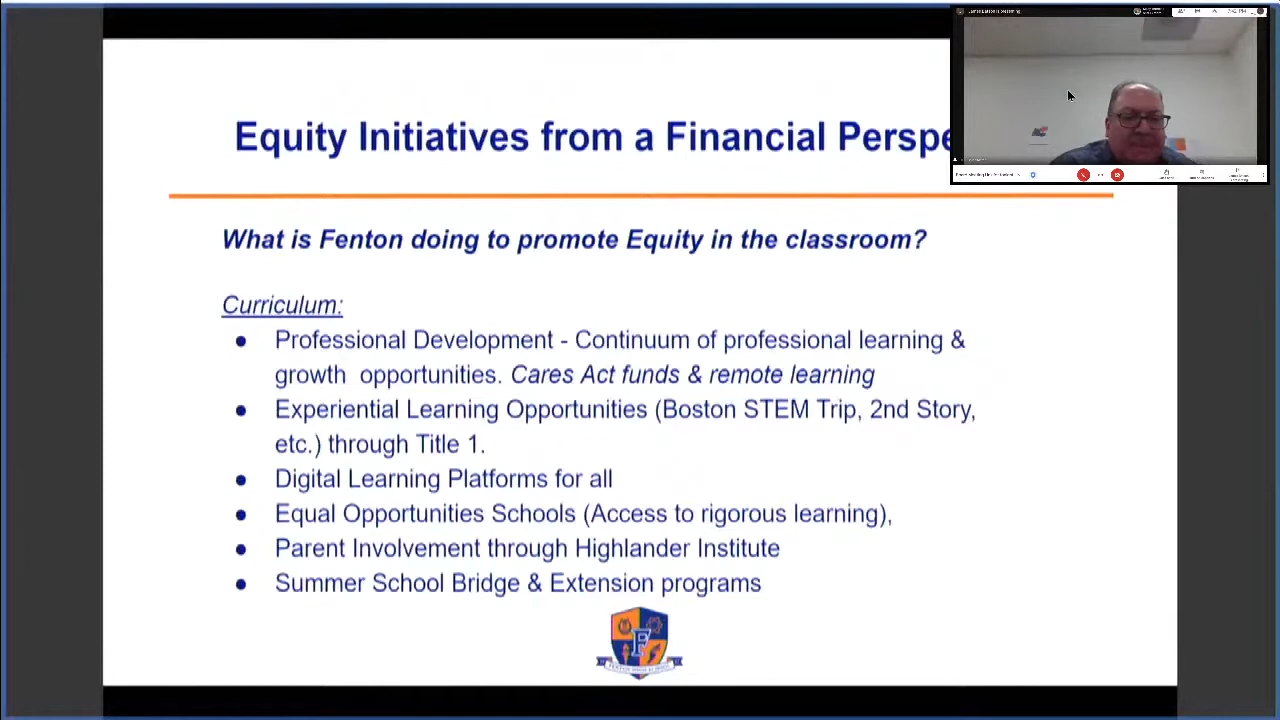 Equity Initiatives from a Financial Perspe
What is Fenton doing to promote Equity in the classroom?
Curriculum:
● Professional Development - Continuum of professional learning &
growth opportunities. Cares Act funds & remote learning
● Experiential Learning Opportunities (Boston STEM Trip, 2nd Story,
etc.) through Title 1.
● Digital Learning Platforms for all
● Equal Opportunities Schools (Access to rigorous learning),
● Parent Involvement through Highlander Institute
● Summer School Bridge & Extension programs
F
is presenting